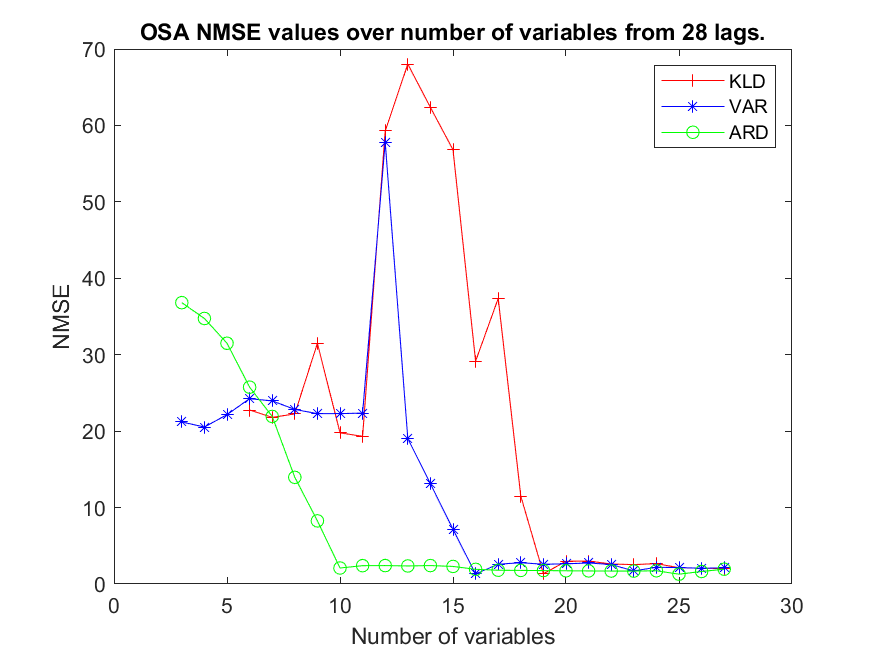 OSA NMSE values over number of variables from 28 lags.
70
60
50
40
30
20
10
0
NMSE
KLD
VAR
ARD
0 5 10 15 20 25 30
Number of variables